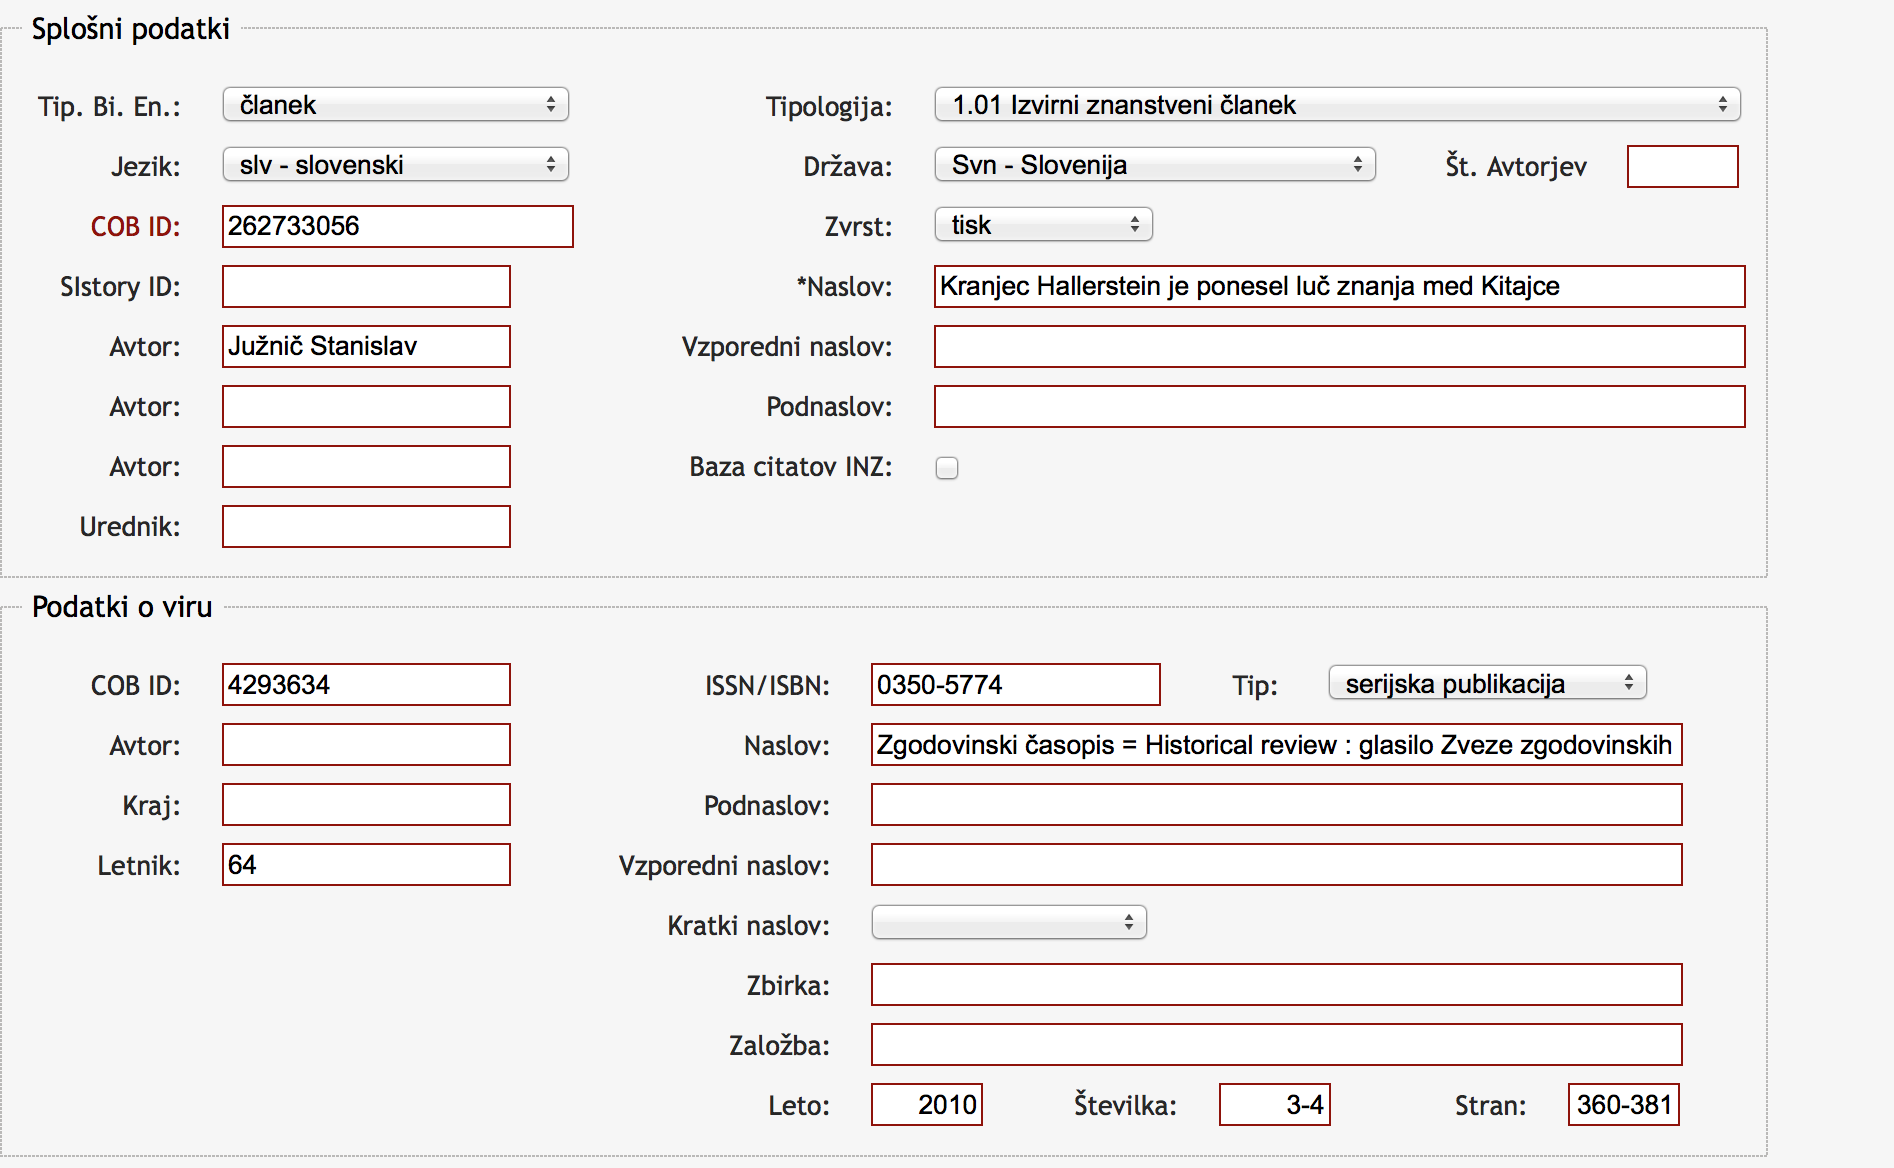 Splošni podatki
Tip. Bi. En.: članek Tipologija: 1.01 Izvirni znanstveni članek
Jezik: slv - slovenski Država: Svn - Slovenija Št. Avtorjev
COB ID: 262733056 Zvrst: tisk
SIstory ID: *Naslov: Kranjec Hallerstein je ponesel luč znanja med Kitajce
Avtor: Južnič Stanislav Vzporedni naslov:
Avtor: Podnaslov:
Avtor: Baza citatov INZ:
Urednik:
Podatki o viru
COB ID: 4293634 ISSN/ISBN: 0350-5774 Tip: serijska publikacija
Avtor: Naslov: Zgodovinski časopis = Historical review : glasilo Zveze zgodovinskih
Kraj: Podnaslov:
Letnik: 64 Vzporedni naslov:
Kratki naslov:
Zbirka:
Založba:
Leto: 2010 Številka: 3-4 Stran: 360-381